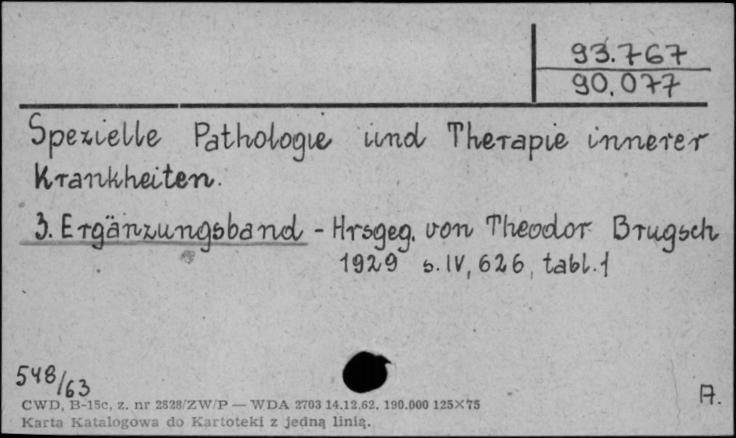 93.767
90.077
Spezielle Pathologie und Therapie innerer
Krankheiten.
3. Ergänzungsband - Hrsgeg. von Theodor Brugsch
1929 s. IV, 626, tabl. 1
548/63
A.
CWD, B-15c, z. nr 2828/ZW/P — WDA 2703 14.12.62. 190.000 125×75
Karta Katalogowa do Kartoteki z jedną linią.